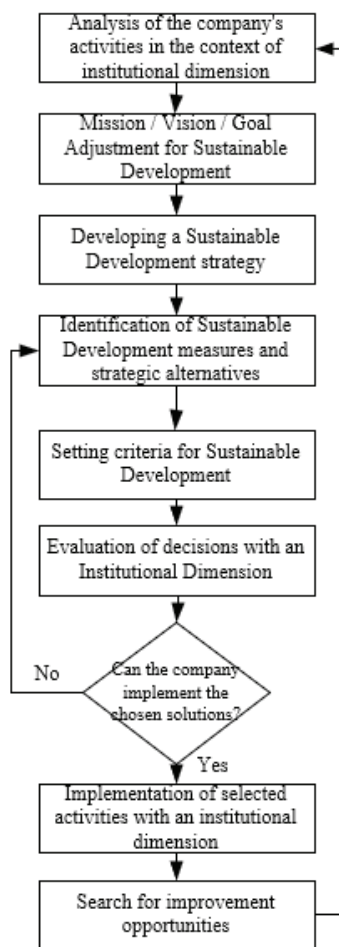 Analysis of the company's
activities in the context of
institutional dimension
Mission / Vision / Goal
Adjustment for Sustainable
Development
Developing a Sustainable
Development strategy
Identification of Sustainable
Development measures and
strategic alternatives
Setting criteria for Sustainable
Development
Evaluation of decisions with an
Institutional Dimension
No
Can the company
implement the
chosen solutions?
Yes
Implementation of selected
activities with an institutional
dimension
Search for improvement
opportunities